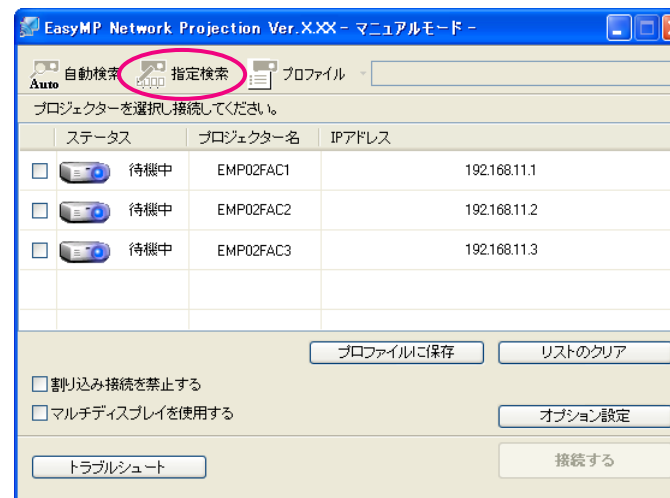 EasyMP Network Projection Ver.X.XX - マニュアルモード -
Auto 自動検索 指定検索 プロファイル
プロジェクターを選択し接続してください。
ステータス プロジェクター名 IPアドレス
待機中 EMP02FAC1 192.168.11.1
待機中 EMP02FAC2 192.168.11.2
待機中 EMP02FAC3 192.168.11.3
プロファイルに保存 リストのクリア
割り込み接続を禁止する
マルチディスプレイを使用する オプション設定
トラブルシュート 接続する